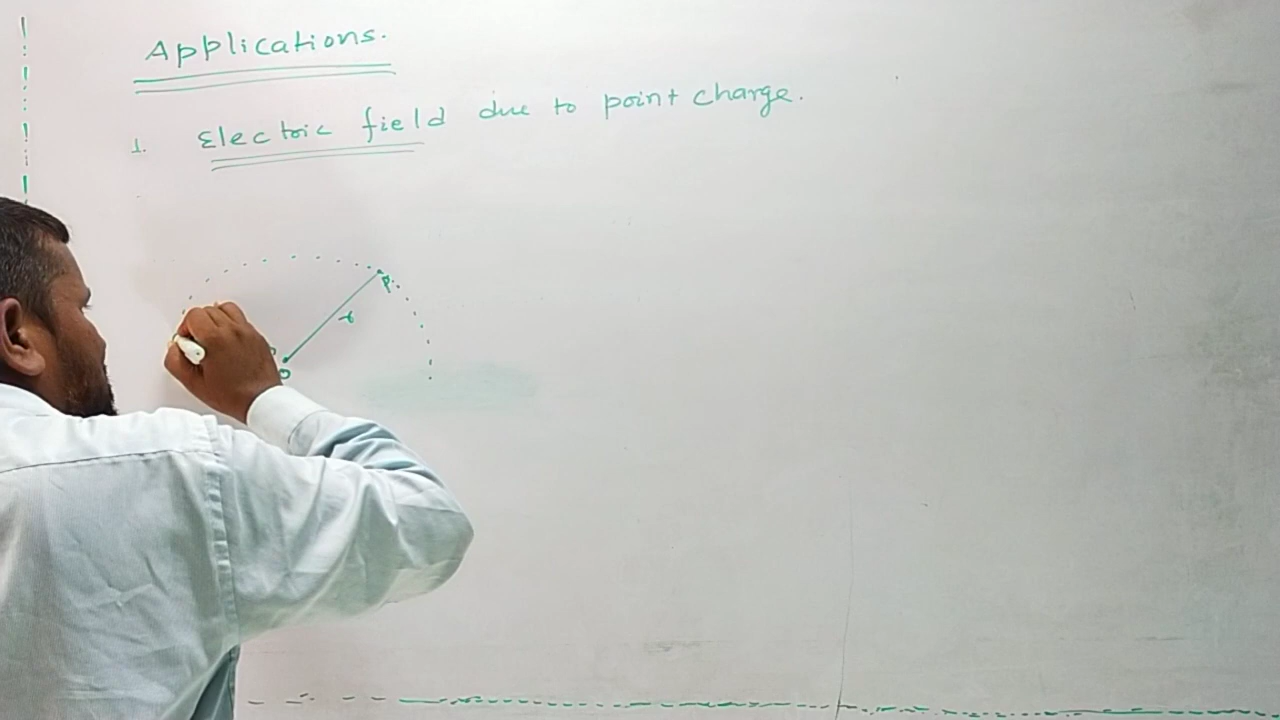 Applications.
1. Electric field due to point charge.
P.
r
O